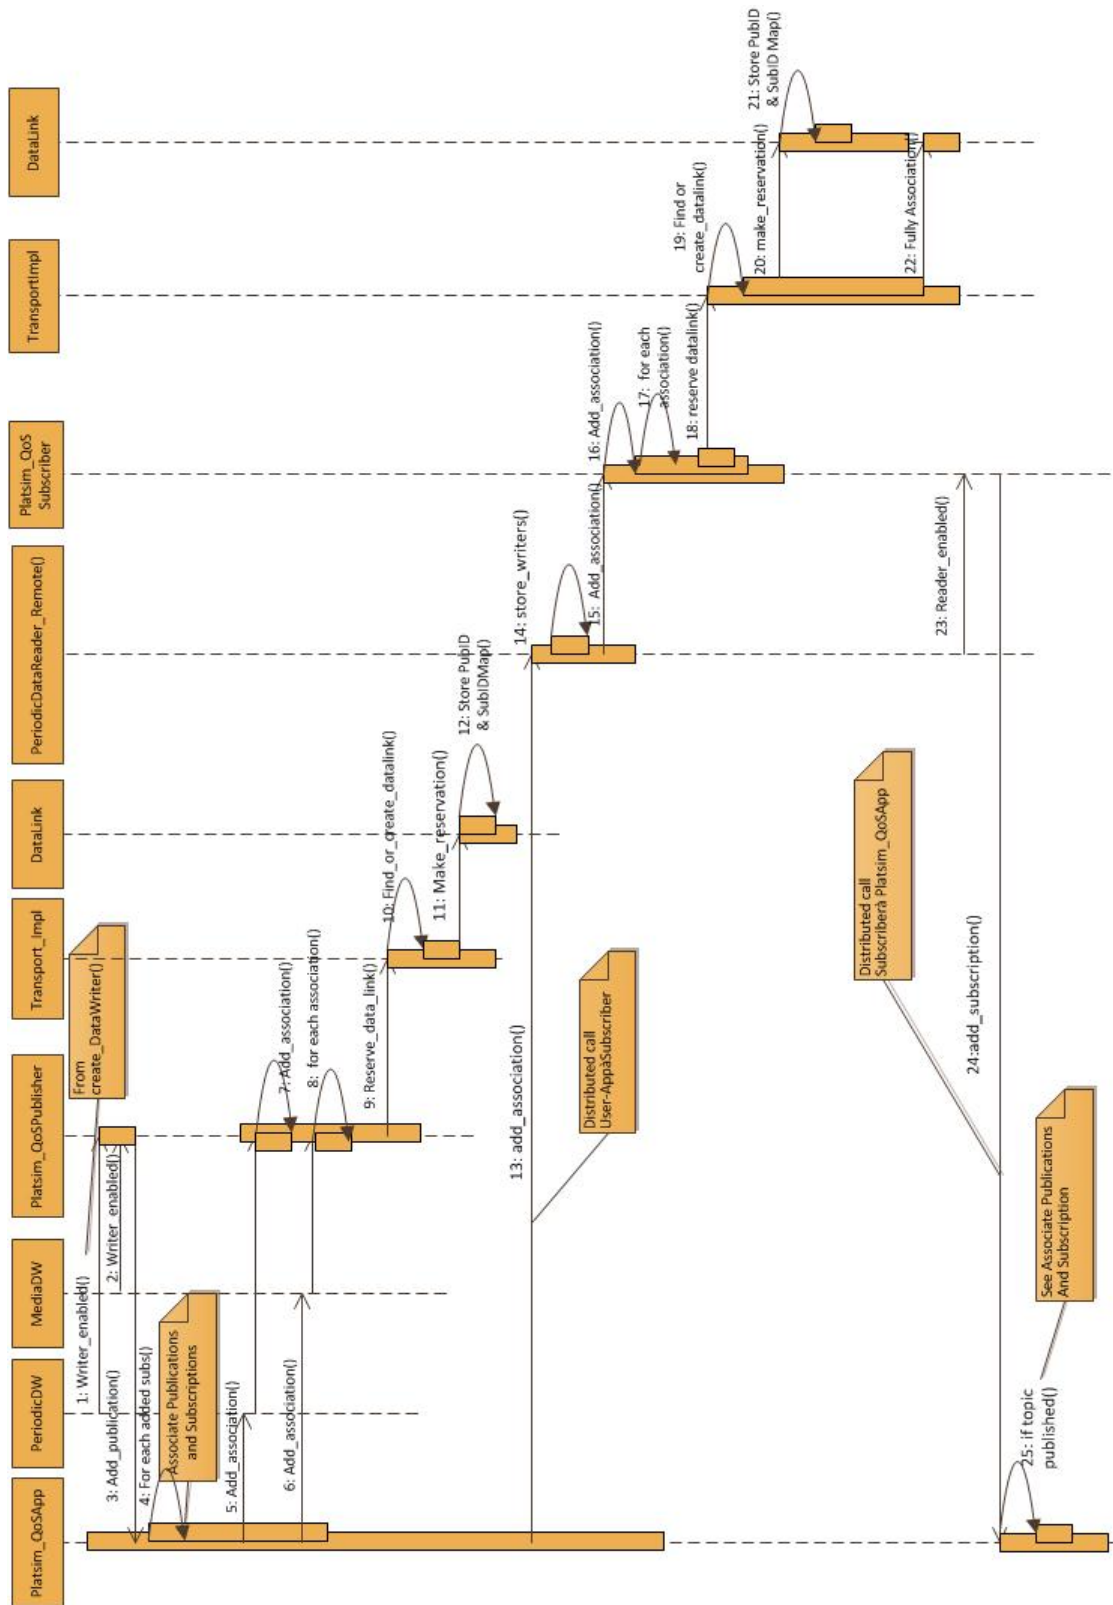 Platsim_QoSApp
PeriodicDW
MediaDW
Platsim_QoSPublisher
Transport_Impl
DataLink
PeriodicDataReader_Remote()
Platsim_QoS
Subscriber
TransportImpl
DataLink
From
create_DataWriter()
1: Writer_enabled()
2: Writer_enabled()
3: Add_publication()
4: For each added subs()
Associate Publications
and Subscriptions
5: Add_association()
6: Add_association()
7: Add_association()
8: for each association()
9: Reserve_data_link()
10: Find_or_create_datalink()
11: Make_reservation()
12: Store PubID
& SubIDMap()
13: add_association()
Distributed call
User-AppàSubscriber
14: store_writers()
15: Add_association()
16: Add_association()
17: for each
association()
18: reserve datalink()
19: Find or
create_datalink()
20: make_reservation()
21: Store PubID
& SubID Map()
22: Fully Association()
23: Reader_enabled()
Distributed call
Subscriberà Platsim_QoSApp
24:add_subscription()
See Associate Publications
And Subscription
25: if topic
published()